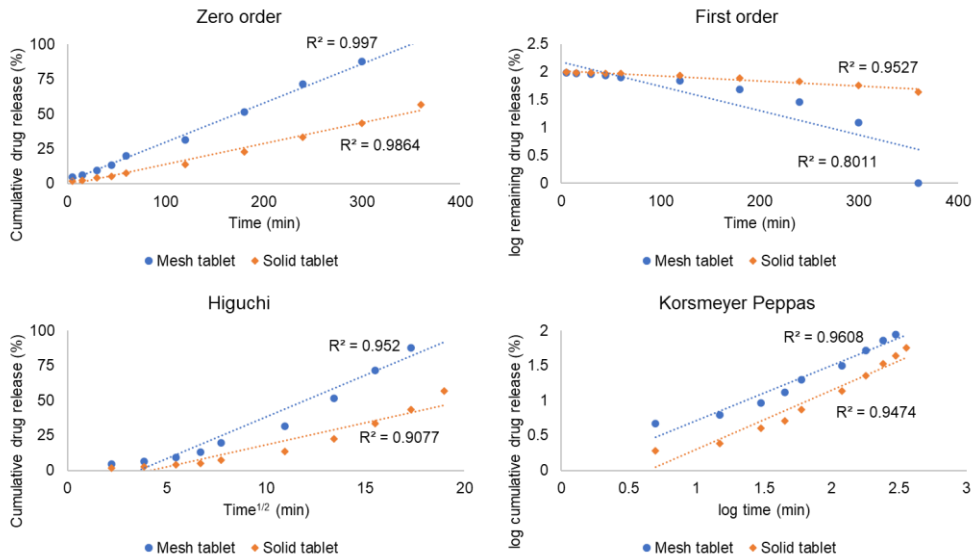 Zero order
Cumulative drug release (%)
100
75
50
25
0
R² = 0.997
R² = 0.9864
0 100 200 300 400
Time (min)
Mesh tablet Solid tablet
First order
log remaining drug release (%)
2.5
2
1.5
1
0.5
0
R² = 0.9527
R² = 0.8011
0 100 200 300 400
Time (min)
Mesh tablet Solid tablet
Higuchi
Cumulative drug release (%)
100
75
50
25
0
R² = 0.952
R² = 0.9077
0 5 10 15 20
Time¹/² (min)
Mesh tablet Solid tablet
Korsmeyer Peppas
log cumulative drug release (%)
2
1.5
1
0.5
0
R² = 0.9608
R² = 0.9474
0 0.5 1 1.5 2 2.5 3
log time (min)
Mesh tablet Solid tablet